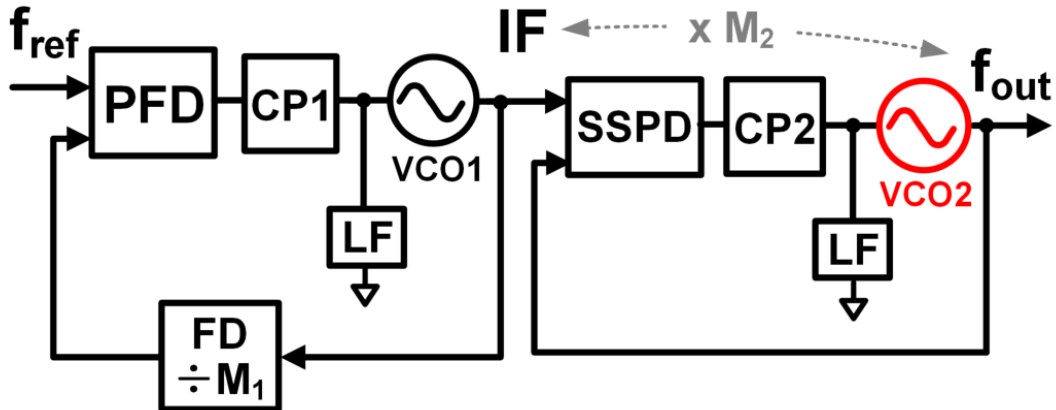 f_ref
PFD
CP1
VCO1
LF
FD
÷ M₁
IF
x M₂
SSPD
CP2
VCO2
LF
f_out